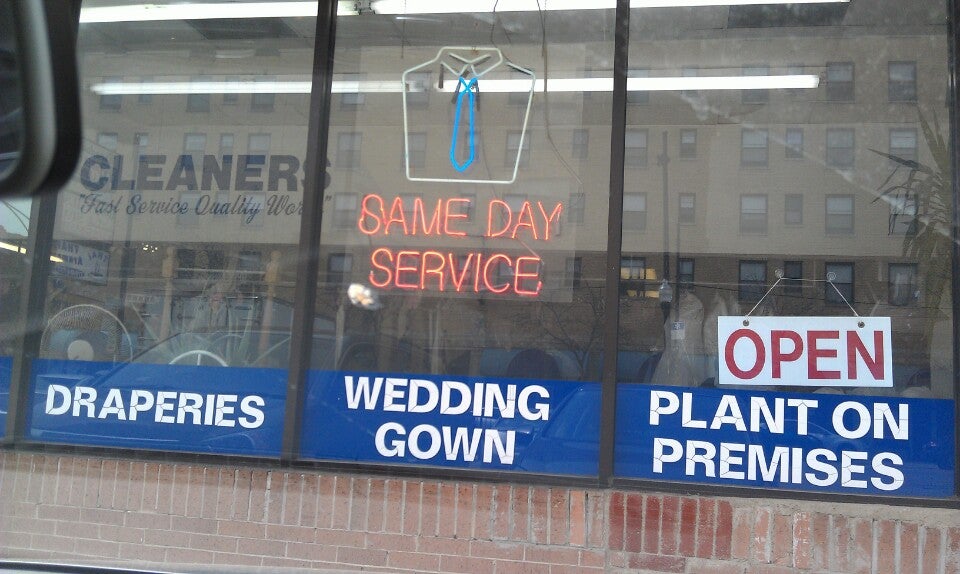 CLEANERS
"Fast Service Quality Work"
SAME DAY
SERVICE
OPEN
DRAPERIES
WEDDING
GOWN
PLANT ON
PREMISES